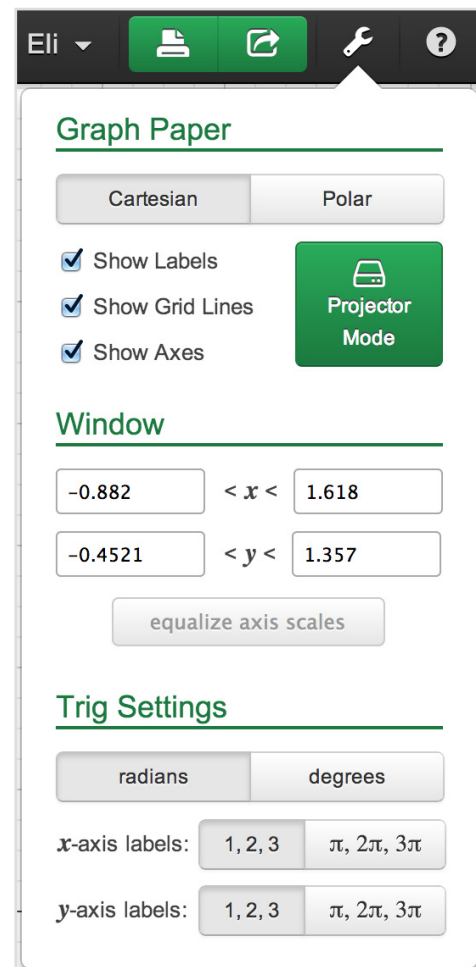 Eli
?
Graph Paper
Cartesian Polar
Show Labels
Show Grid Lines
Show Axes
Projector
Mode
Window
-0.882 < x < 1.618
-0.4521 < y < 1.357
equalize axis scales
Trig Settings
radians degrees
x-axis labels: 1, 2, 3 π, 2π, 3π
y-axis labels: 1, 2, 3 π, 2π, 3π